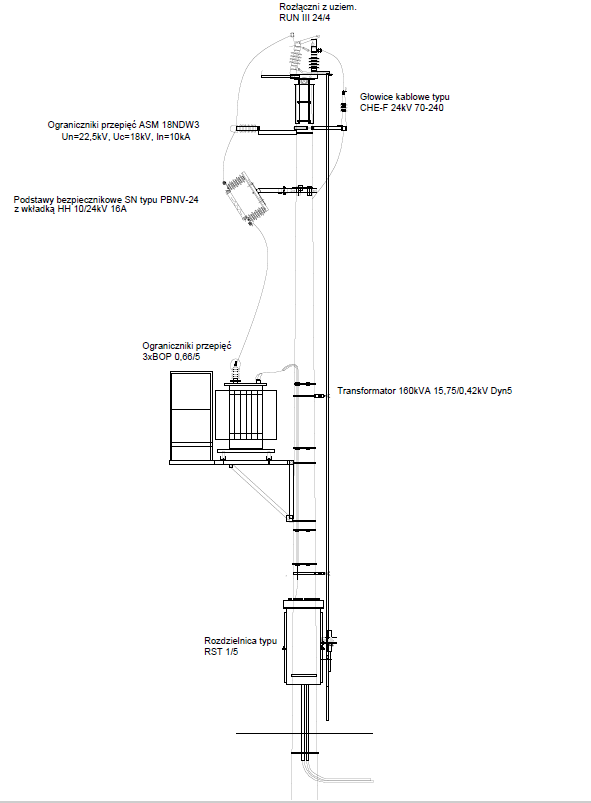 Rozłączni z uziem.
RUN III 24/4
Głowice kablowe typu
CHE-F 24kV 70-240
Ograniczniki przepięć ASM 18NDW3
Un=22,5kV, Uc=18kV, In=10kA
Podstawy bezpiecznikowe SN typu PBNV-24
z wkładką HH 10/24kV 16A
Ograniczniki przepięć
3xBOP 0,66/5
Transformator 160kVA 15,75/0,42kV Dyn5
Rozdzielnica typu
RST 1/5